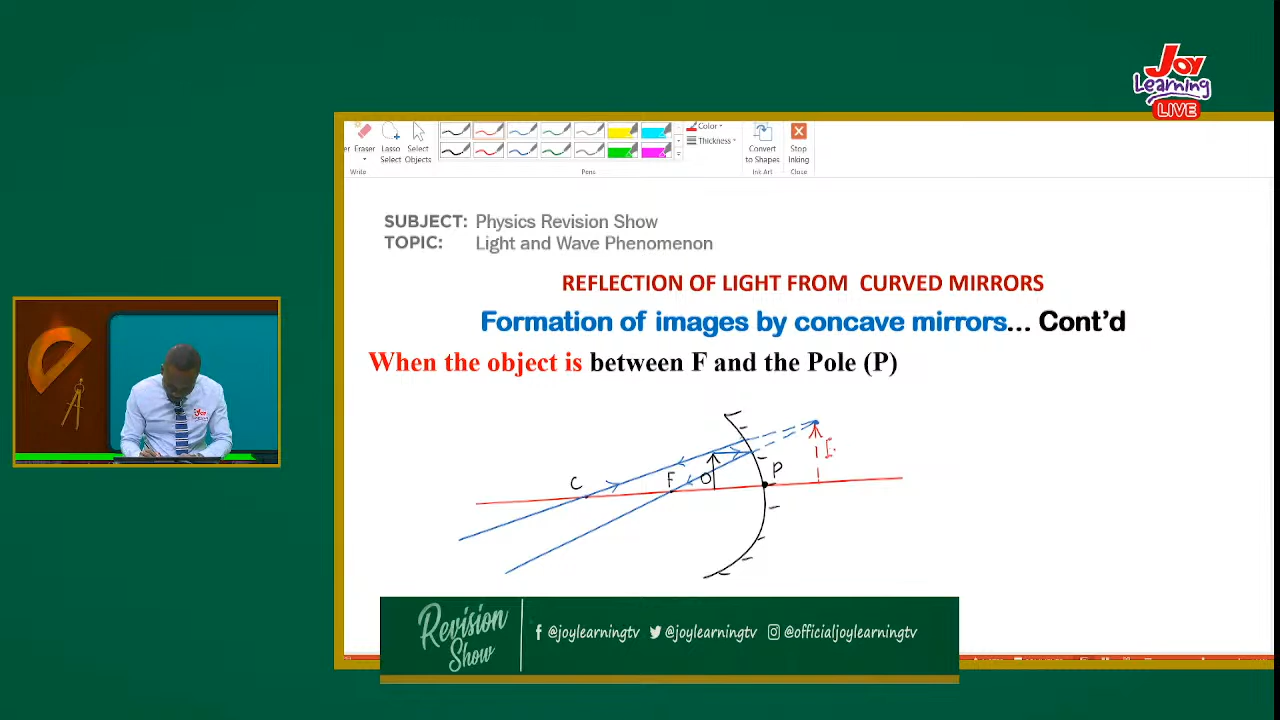 Joy
Learning
LIVE
Eraser
Lasso
Select
Select
Objects
Color
Thickness
Convert
to Shapes
Stop
Inking
Write
Pens
Ink Art
Close
SUBJECT: Physics Revision Show
TOPIC: Light and Wave Phenomenon
REFLECTION OF LIGHT FROM CURVED MIRRORS
Formation of images by concave mirrors... Cont'd
When the object is between F and the Pole (P)
C
F
O
P
I
Revision
Show
@joylearningtv
@joylearningtv
@officialjoylearningtv